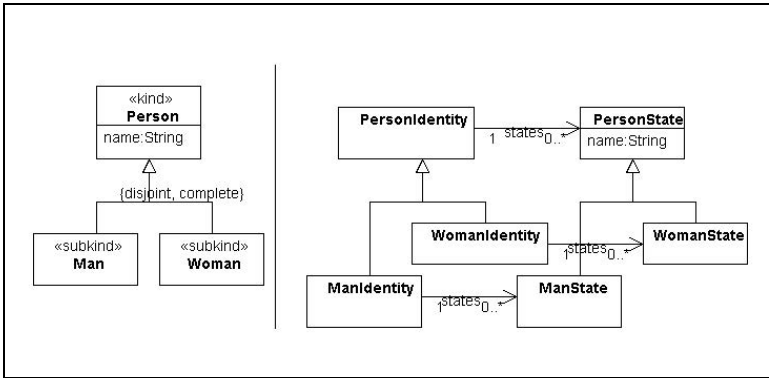 «kind»
Person
name:String
{disjoint, complete}
«subkind»
Man
«subkind»
Woman
PersonIdentity
1 states 0..*
PersonState
name:String
WomanIdentity
1 states 0..*
WomanState
ManIdentity
1 states 0..*
ManState